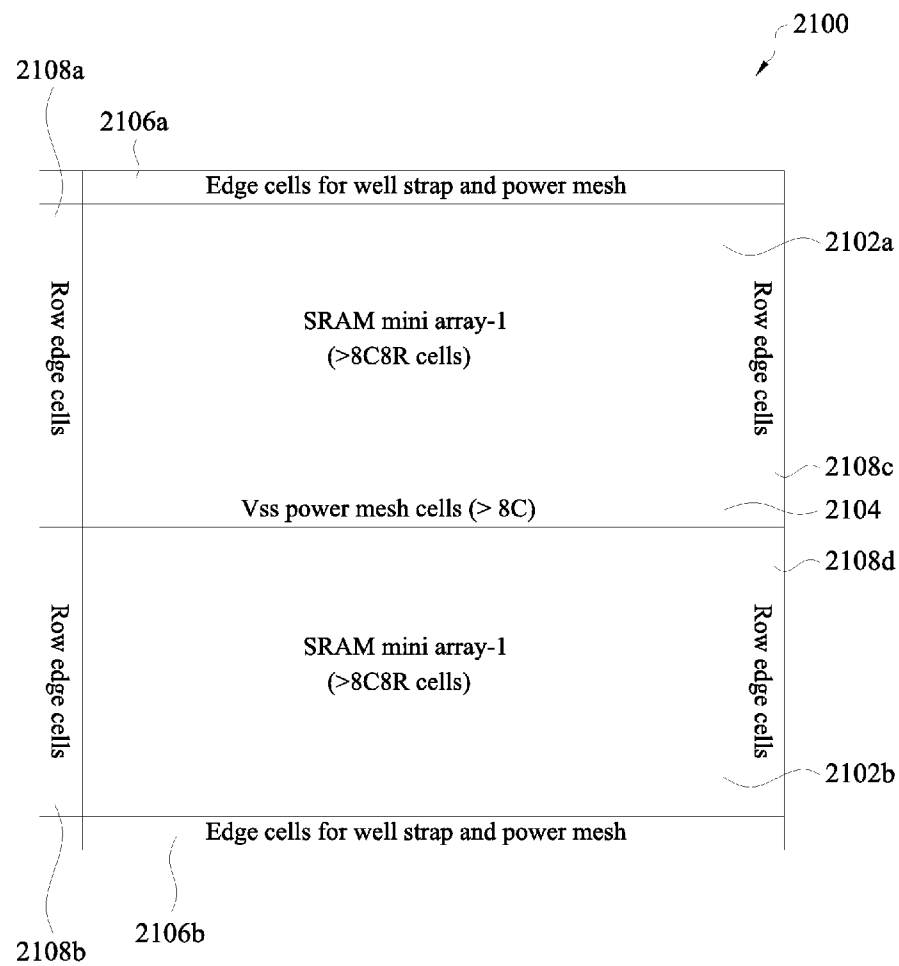 2100
2108a
2106a
Edge cells for well strap and power mesh
2102a
Row edge cells
SRAM mini array-1
(>8C8R cells)
Row edge cells
2108c
Vss power mesh cells (> 8C)
2104
2108d
Row edge cells
SRAM mini array-1
(>8C8R cells)
Row edge cells
2102b
Edge cells for well strap and power mesh
2106b
2108b